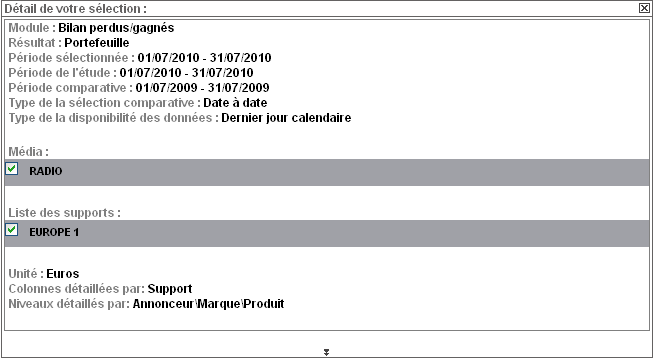 Détail de votre sélection :
Module : Bilan perdus/gagnés
Résultat : Portefeuille
Période sélectionnée : 01/07/2010 - 31/07/2010
Période de l'étude : 01/07/2010 - 31/07/2010
Période comparative : 01/07/2009 - 31/07/2009
Type de la sélection comparative : Date à date
Type de la disponibilité des données : Dernier jour calendaire
Média :
RADIO
Liste des supports :
EUROPE 1
Unité : Euros
Colonnes détaillées par: Support
Niveaux détaillés par: Annonceur\Marque\Produit